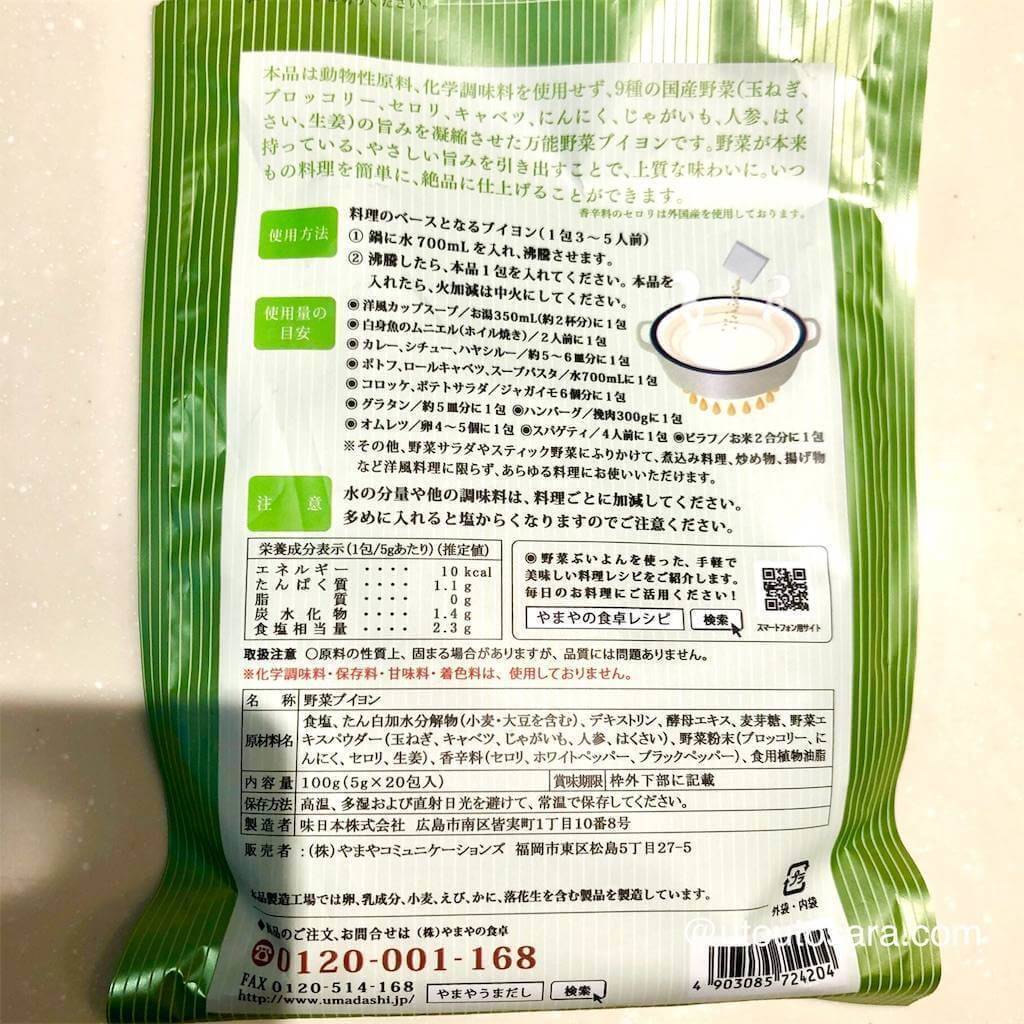 ください。
本品は動物性原料、化学調味料を使用せず、9種の国産野菜(玉ねぎ、
ブロッコリー、セロリ、キャベツ、にんにく、じゃがいも、人参、はく
さい、生姜)の旨みを凝縮させた万能野菜ブイヨンです。野菜が本来
持っている、やさしい旨みを引き出すことで、上質な味わいに。いつ
もの料理を簡単に、絶品に仕上げることができます。
香辛料のセロリは外国産を使用しております。
使用方法
料理のベースとなるブイヨン(1包3〜5人前)
① 鍋に水700mLを入れ、沸騰させます。
② 沸騰したら、本品1包を入れてください。本品を
入れたら、火加減は中火にしてください。
使用量の
目安
◉洋風カップスープ/お湯350mL(約2杯分)に1包
◉白身魚のムニエル(ホイル焼き)/2人前に1包
◉カレー、シチュー、ハヤシルー/約5〜6皿分に1包
◉ポトフ、ロールキャベツ、スープパスタ/水700mLに1包
◉コロッケ、ポテトサラダ/ジャガイモ6個分に1包
◉グラタン/約5皿分に1包 ◉ハンバーグ/挽肉300gに1包
◉オムレツ/卵4〜5個に1包 ◉スパゲティ/4人前に1包 ◉ピラフ/お米2合分に1包
※その他、野菜サラダやスティック野菜にふりかけて、煮込み料理、炒め物、揚げ物
など洋風料理に限らず、あらゆる料理にお使いいただけます。
注 意
水の分量や他の調味料は、料理ごとに加減してください。
多めに入れると塩からくなりますのでご注意ください。
栄養成分表示(1包/5gあたり)(推定値)
エネルギー ・・・・ 10 kcal
たんぱく質 ・・・・ 1.1 g
脂 質 ・・・・ 0 g
炭水化物 ・・・・ 1.4 g
食塩相当量 ・・・・ 2.3 g
◉野菜ぶいよんを使った、手軽で
美味しい料理レシピをご紹介します。
毎日のお料理にご活用ください!
やまやの食卓レシピ 検索
スマートフォン用サイト
取扱注意 ○原料の性質上、固まる場合がありますが、品質には問題ありません。
※化学調味料・保存料・甘味料・着色料は、使用しておりません。
名 称 野菜ブイヨン
原材料名 食塩、たん白加水分解物(小麦・大豆を含む)、デキストリン、酵母エキス、麦芽糖、野菜エ
キスパウダー(玉ねぎ、キャベツ、じゃがいも、人参、はくさい)、野菜粉末(ブロッコリー、に
んにく、セロリ、生姜)、香辛料(セロリ、ホワイトペッパー、ブラックペッパー)、食用植物油脂
内容量 100g(5g×20包入) 賞味期限 枠外下部に記載
保存方法 高温、多湿および直射日光を避けて、常温で保存してください。
製造者 味日本株式会社 広島市南区皆実町1丁目10番8号
販売者:(株)やまやコミュニケーションズ 福岡市東区松島5丁目27-5
本品製造工場では卵、乳成分、小麦、えび、かに、落花生を含む製品を製造しています。
プラ
外袋・内袋
◆商品のご注文、お問合せは(株)やまやの食卓
☎0120-001-168
FAX 0120-514-168
http://www.umadashi.jp/ やまやうまだし 検索
4 903085 724204